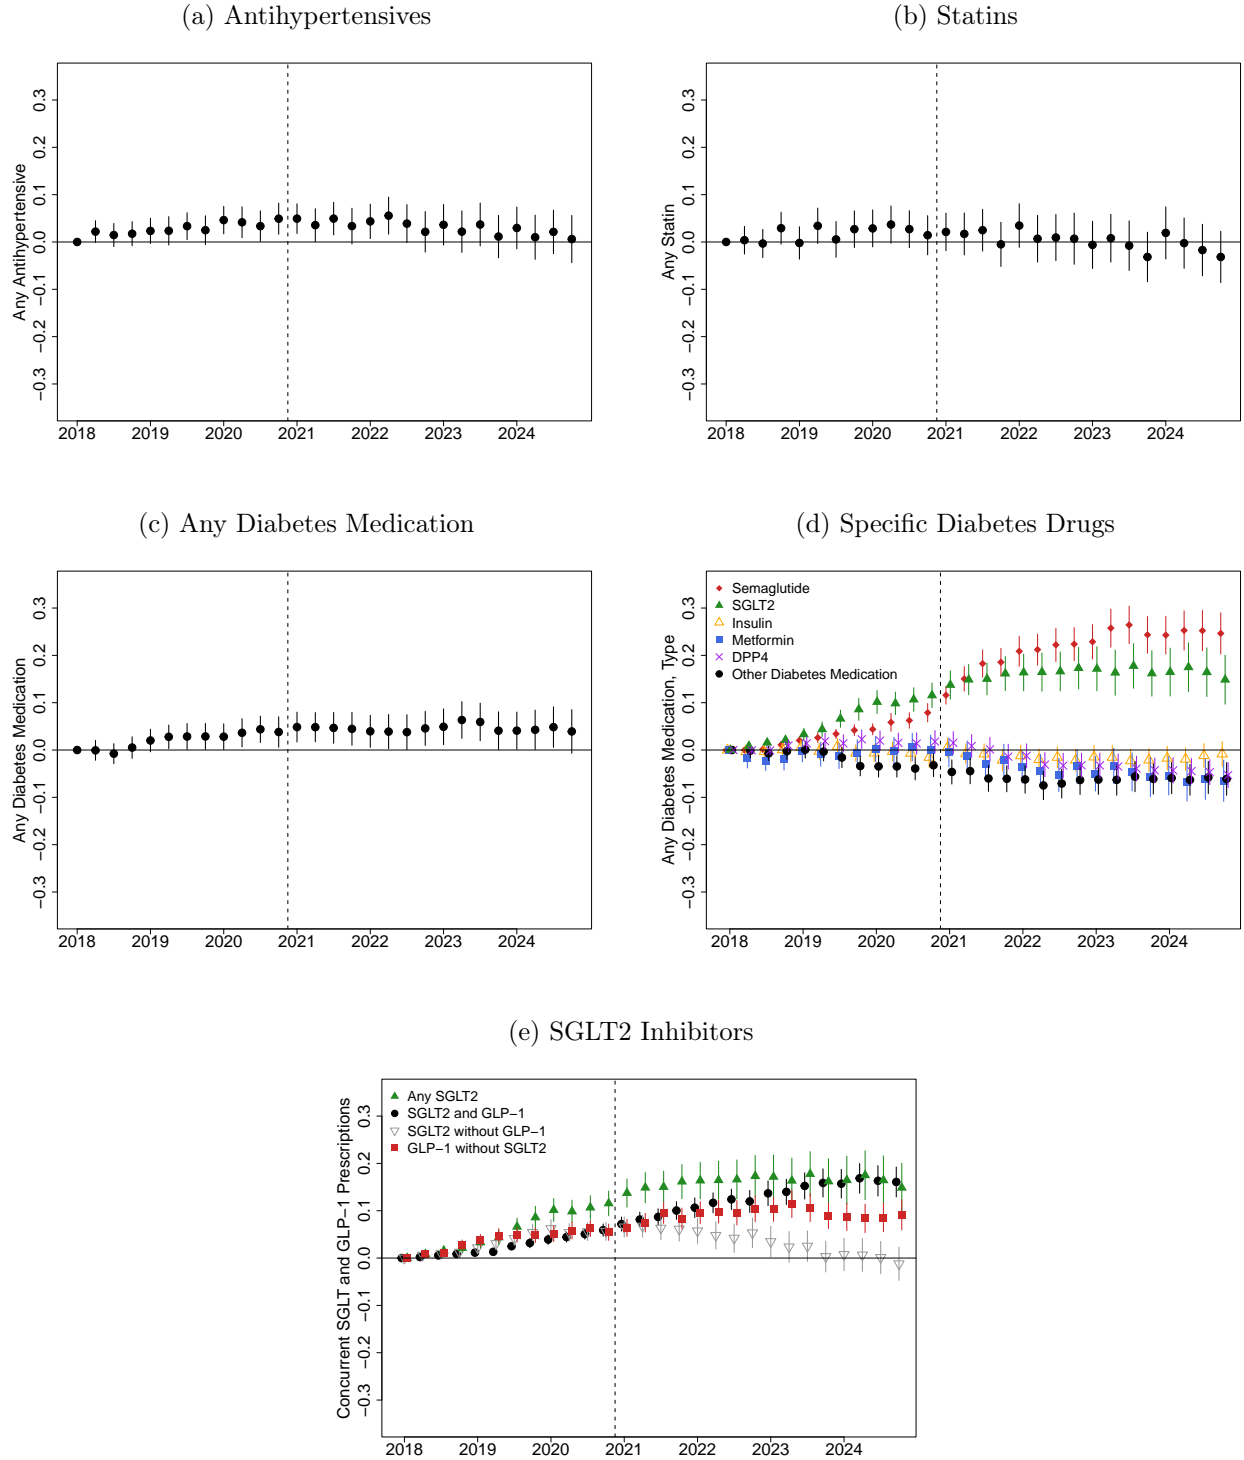 (a) Antihypertensives
Any Antihypertensive
0.3
0.2
0.1
0.0
−0.1
−0.2
−0.3
2018 2019 2020 2021 2022 2023 2024
(b) Statins
Any Statin
0.3
0.2
0.1
0.0
−0.1
−0.2
−0.3
2018 2019 2020 2021 2022 2023 2024
(c) Any Diabetes Medication
Any Diabetes Medication
0.3
0.2
0.1
0.0
−0.1
−0.2
−0.3
2018 2019 2020 2021 2022 2023 2024
(d) Specific Diabetes Drugs
Any Diabetes Medication, Type
0.3
0.2
0.1
0.0
−0.1
−0.2
−0.3
Semaglutide
SGLT2
Insulin
Metformin
DPP4
Other Diabetes Medication
2018 2019 2020 2021 2022 2023 2024
(e) SGLT2 Inhibitors
Concurrent SGLT and GLP−1 Prescriptions
0.3
0.2
0.1
0.0
−0.1
−0.2
−0.3
Any SGLT2
SGLT2 and GLP−1
SGLT2 without GLP−1
GLP−1 without SGLT2
2018 2019 2020 2021 2022 2023 2024